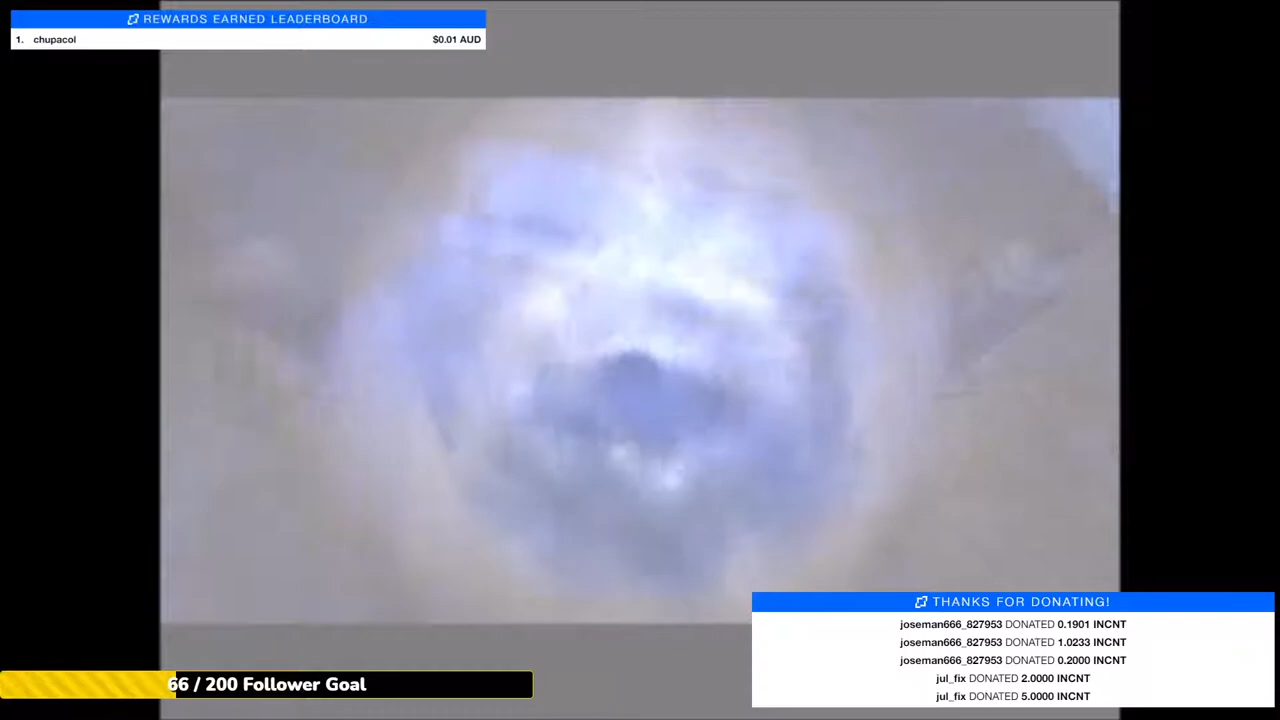 REWARDS EARNED LEADERBOARD
1. chupacol $0.01 AUD
THANKS FOR DONATING!
joseman666_827953 DONATED 0.1901 INCNT
joseman666_827953 DONATED 1.0233 INCNT
joseman666_827953 DONATED 0.2000 INCNT
jul_fix DONATED 2.0000 INCNT
jul_fix DONATED 5.0000 INCNT
66 / 200 Follower Goal